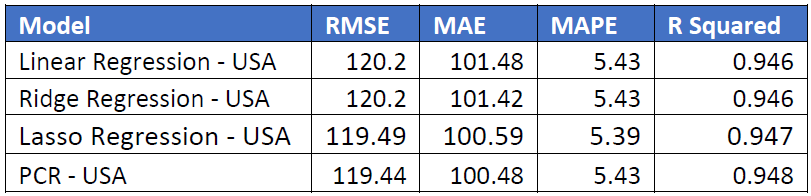 Model RMSE MAE MAPE R Squared
Linear Regression - USA 120.2 101.48 5.43 0.946
Ridge Regression - USA 120.2 101.42 5.43 0.946
Lasso Regression - USA 119.49 100.59 5.39 0.947
PCR - USA 119.44 100.48 5.43 0.948